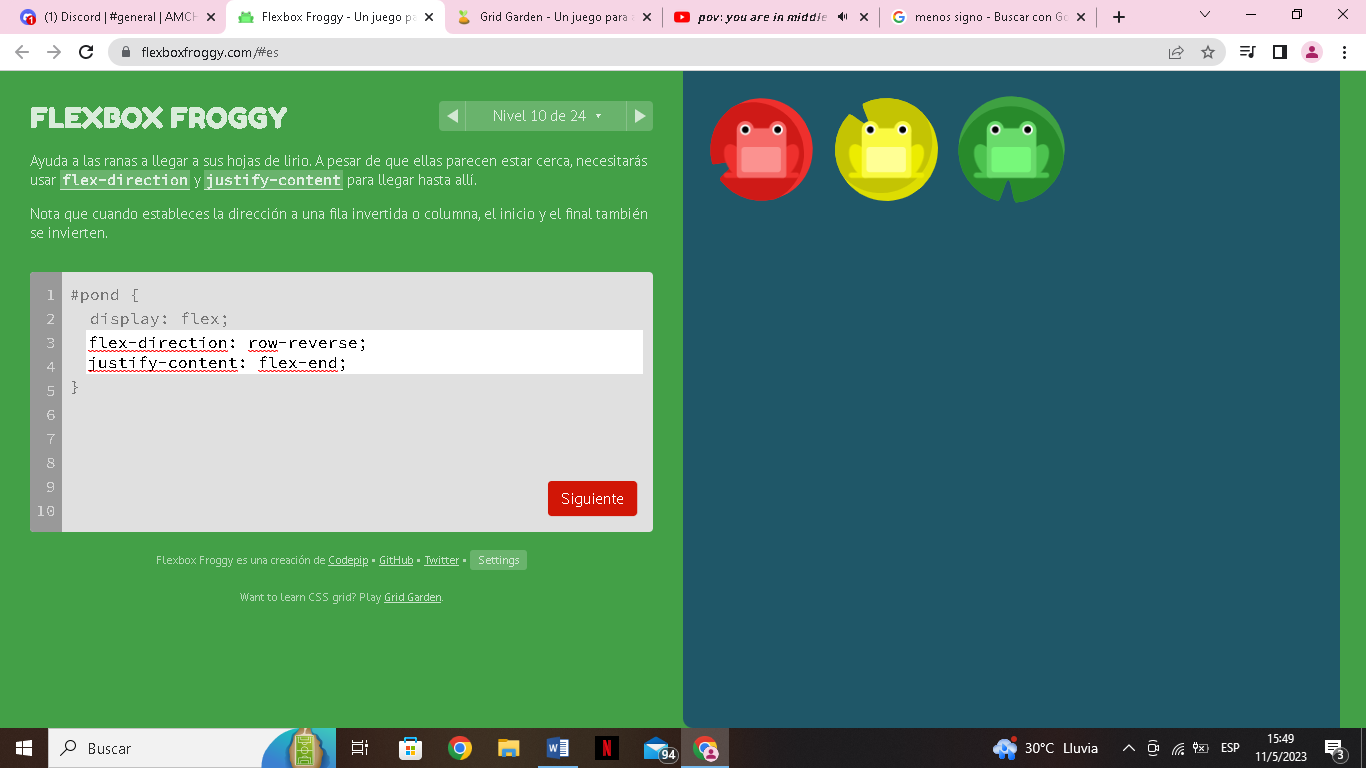 (1) Discord | #general | AMCH
Flexbox Froggy - Un juego pa
Grid Garden - Un juego para
pov: you are in middle
menos signo - Buscar con Go
flexboxfroggy.com/#es
FLEXBOX FROGGY
Nivel 10 de 24
Ayuda a las ranas a llegar a sus hojas de lirio. A pesar de que ellas parecen estar cerca, necesitarás
usar flex-direction y justify-content para llegar hasta allí.
Nota que cuando estableces la dirección a una fila invertida o columna, el inicio y el final también
se invierten.
1 #pond {
2 display: flex;
3 flex-direction: row-reverse;
4 justify-content: flex-end;
5 }
6
7
8
9
10
Siguiente
Flexbox Froggy es una creación de Codepip • GitHub • Twitter • Settings
Want to learn CSS grid? Play Grid Garden.
Buscar
94
30°C Lluvia
ESP
15:49
11/5/2023
3